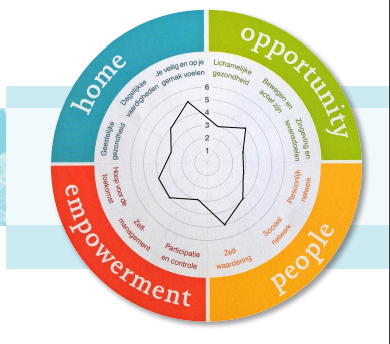 home
opportunity
people
empowerment
Lichamelijke
gezondheid
Bewegen en
actief zijn
Zingeving en
levensdoelen
Persoonlijk
netwerk
Sociaal
netwerk
Zelf-
waardering
Participatie
en controle
Zelf-
management
Hoop voor de
toekomst
Geestelijke
gezondheid
Dagelijkse
vaardigheden
Je veilig en op je
gemak voelen
6
5
4
3
2
1